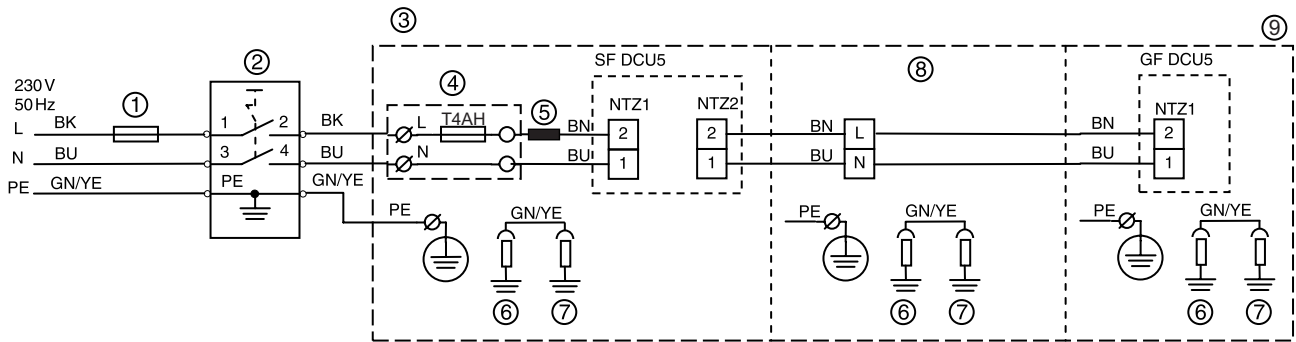 ③ ⑨
SF DCU5 GF DCU5
②
④ ⑧
230 V
50 Hz
① T4AH ⑤ NTZ1 NTZ2 NTZ1
L BK 1 2 BK L BN 2 2 BN L BN 2
N BU 3 4 BU N BU 1 1 BU N BU 1
PE GN/YE PE GN/YE
PE GN/YE PE GN/YE PE GN/YE
⑥ ⑦ ⑥ ⑦ ⑥ ⑦